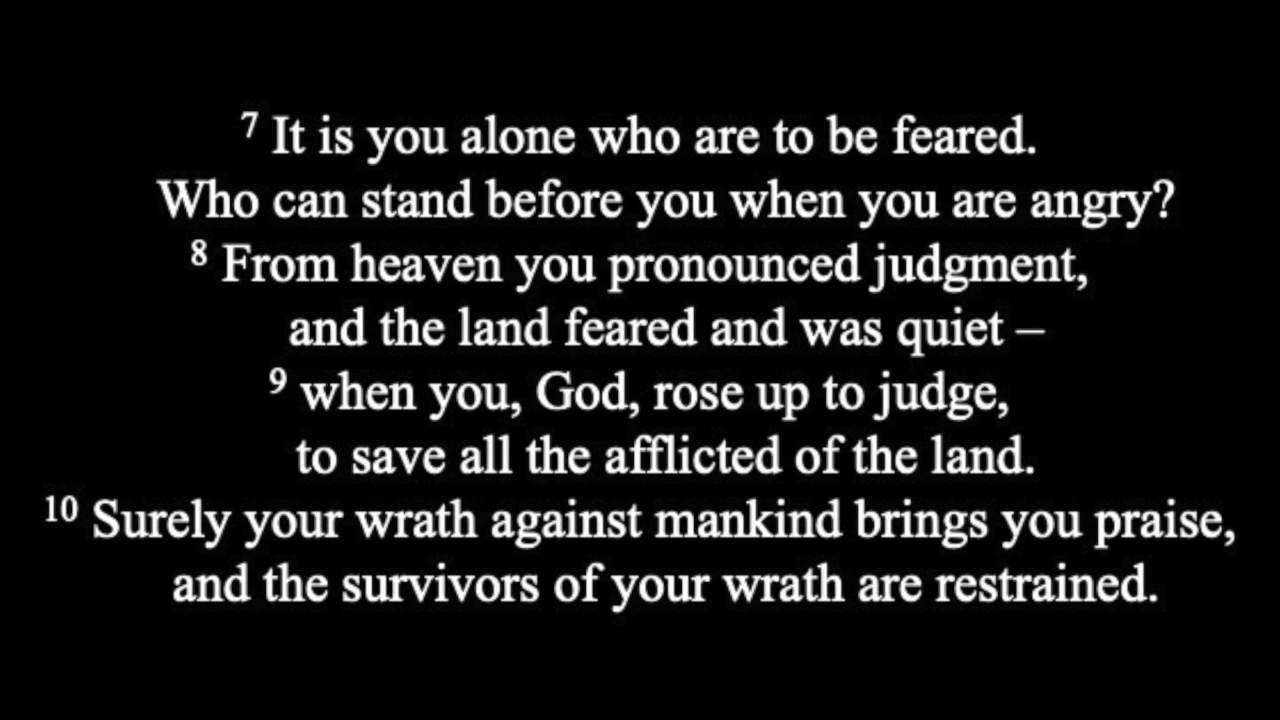 7 It is you alone who are to be feared.
Who can stand before you when you are angry?
8 From heaven you pronounced judgment,
and the land feared and was quiet –
9 when you, God, rose up to judge,
to save all the afflicted of the land.
10 Surely your wrath against mankind brings you praise,
and the survivors of your wrath are restrained.